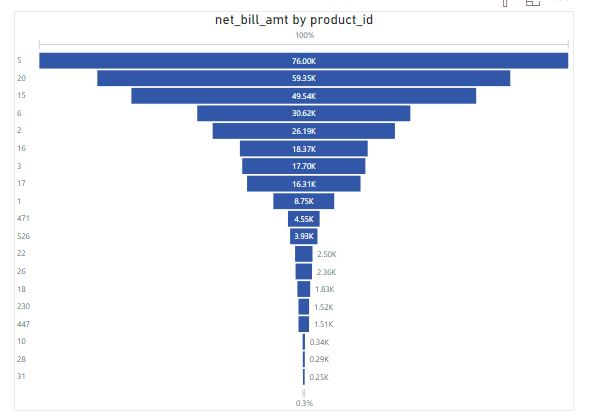 net_bill_amt by product_id
100%
5 76.00K
20 59.35K
15 49.54K
6 30.62K
2 26.19K
16 18.37K
3 17.70K
17 16.31K
1 8.75K
471 4.55K
526 3.93K
22 2.50K
26 2.36K
18 1.83K
230 1.52K
447 1.51K
10 0.34K
28 0.29K
31 0.25K
0.3%